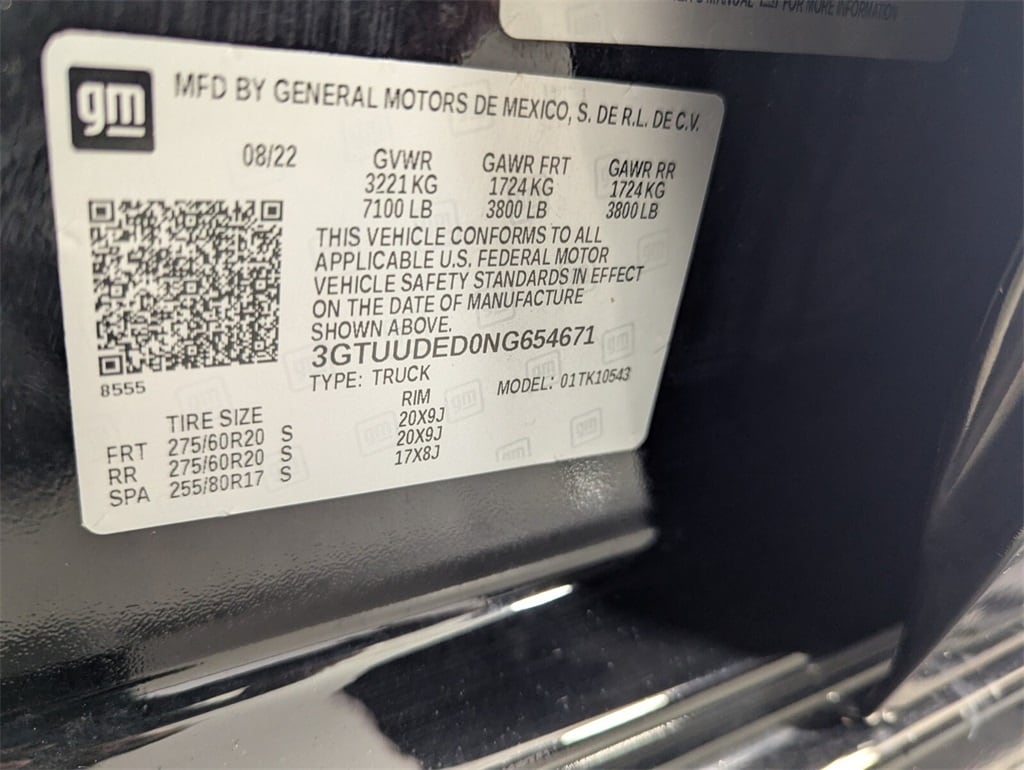 FOR MORE INFORMATION
gm
MFD BY GENERAL MOTORS DE MEXICO, S. DE R.L. DE C.V.
08/22 GVWR GAWR FRT GAWR RR
3221 KG 1724 KG 1724 KG
7100 LB 3800 LB 3800 LB
THIS VEHICLE CONFORMS TO ALL
APPLICABLE U.S. FEDERAL MOTOR
VEHICLE SAFETY STANDARDS IN EFFECT
ON THE DATE OF MANUFACTURE
SHOWN ABOVE.
3GTUUDED0NG654671
8555
TYPE: TRUCK MODEL: 01TK10543
TIRE SIZE RIM
FRT 275/60R20 S 20X9J
RR 275/60R20 S 20X9J
SPA 255/80R17 S 17X8J